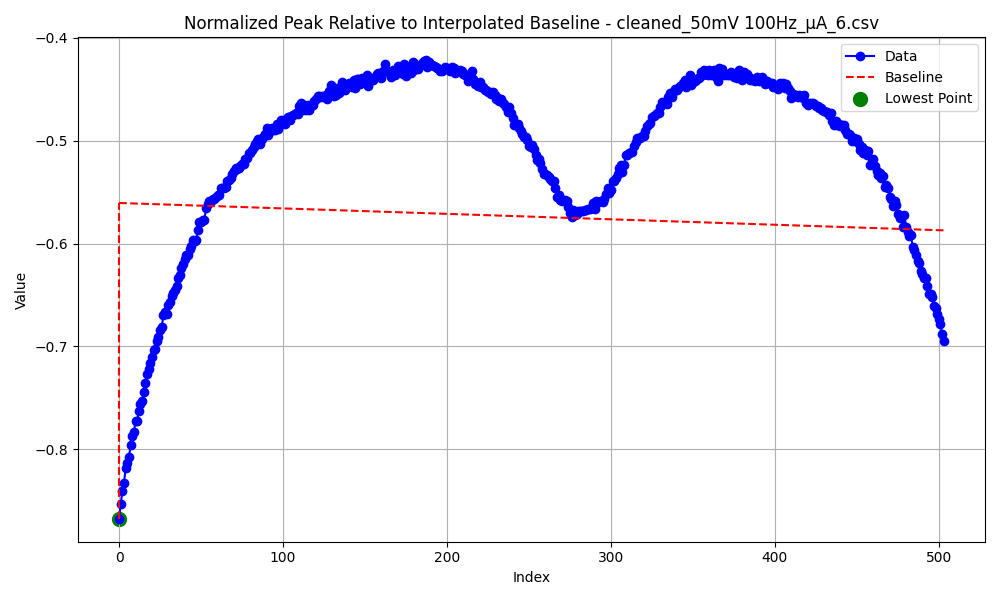 Normalized Peak Relative to Interpolated Baseline - cleaned_50mV 100Hz_μA_6.csv
Data
Baseline
Lowest Point
Value
−0.4
−0.5
−0.6
−0.7
−0.8
0
100
200
300
400
500
Index